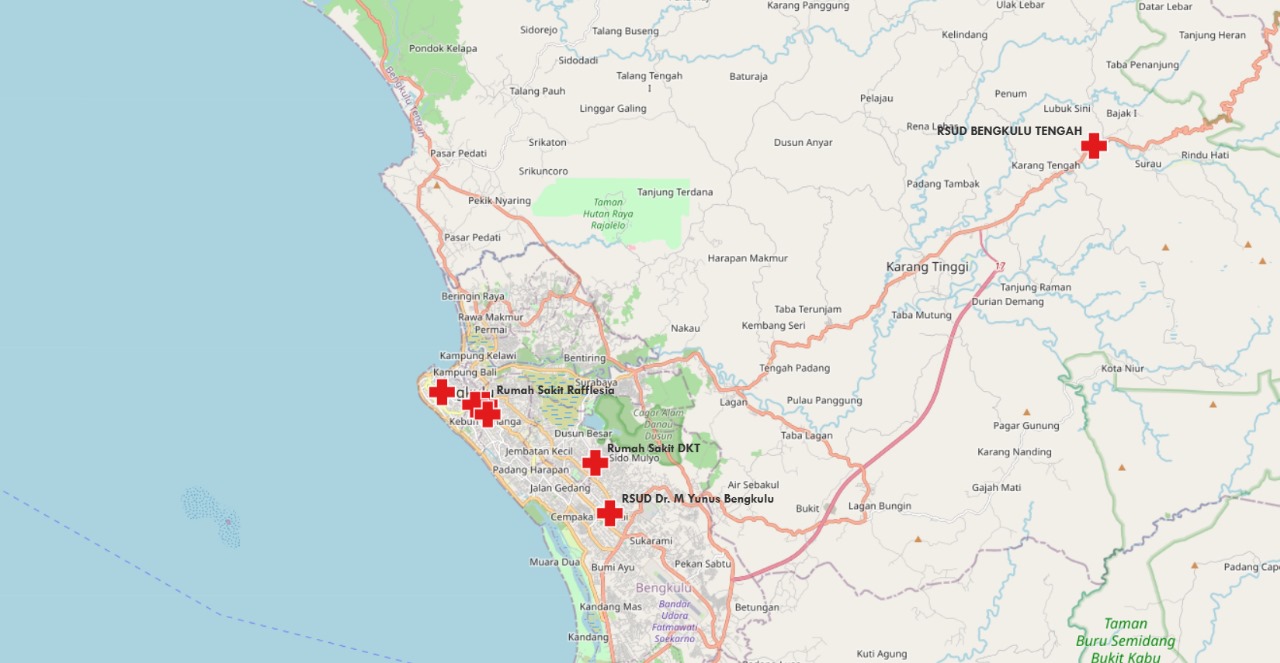 Karang Panggung
Ulak Lebar
Datar Lebar
Sidorejo
Talang Buseng
Kelindang
Tanjung Heran
Pondok Kelapa
Sidodadi
Taba Penanjung
Talang Tengah
I
Baturaja
Bengkulu Tengah
Talang Pauh
Pelajau
Penum
Linggar Galing
Lubuk Sini
Bajak I
RSUD BENGKULU TENGAH
Srikaton
Dusun Anyar
Pasar Pedati
Rindu Hati
Karang Tengah
Surau
Srikuncoro
Padang Tambak
Tanjung Terdana
Pekik Nyaring
Taman
Hutan Raya
Rajalelo
Pasar Pedati
Harapan Makmur
Karang Tinggi
17
Tanjung Raman
Beringin Raya
Durian Demang
Taba Terunjam
Taba Mutung
Rawa Makmur
Permai
Kembang Seri
Nakau
Kampung Kelawi
Bentiring
Kampung Bali
Tengah Padang
Kota Niur
Surabaya
Rumah Sakit Rafflesia
Lagan
Pulau Panggung
Cagar Alam
Danau
Dusun
Pagar Gunung
Dusun Besar
Taba Lagan
Rumah Sakit DKT
Jembatan Kecil
Sido Mulyo
Karang Nanding
Padang Harapan
Air Sebakul
Jalan Gedang
Gajah Mati
RSUD Dr. M Yunus Bengkulu
Bukit
Lagan Bungin
Cempaka
Sukarami
Muara Dua
Bumi Ayu
Pekan Sabtu
Bengkulu
Kandang Mas
Bandar
Udara
Fatmawati
Soekarno
Betungan
Taman
Buru Semidang
Bukit Kabu
Kandang
Kuti Agung